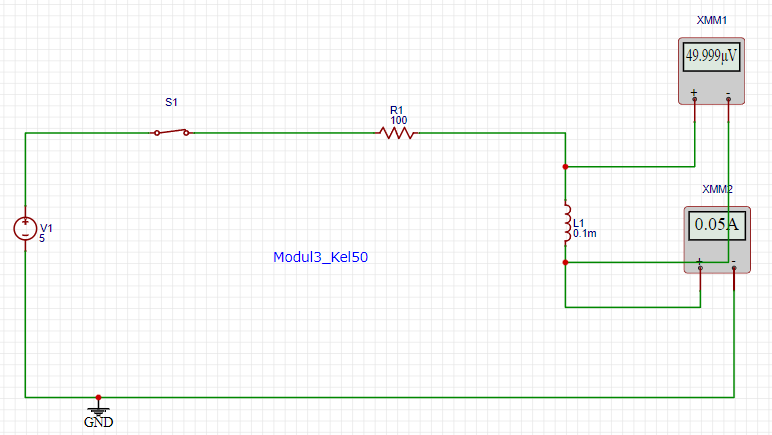 XMM1
49.999µV
+ -
S1
R1
100
XMM2
0.05A
+ -
L1
0.1m
V1
5
Modul3_Kel50
GND